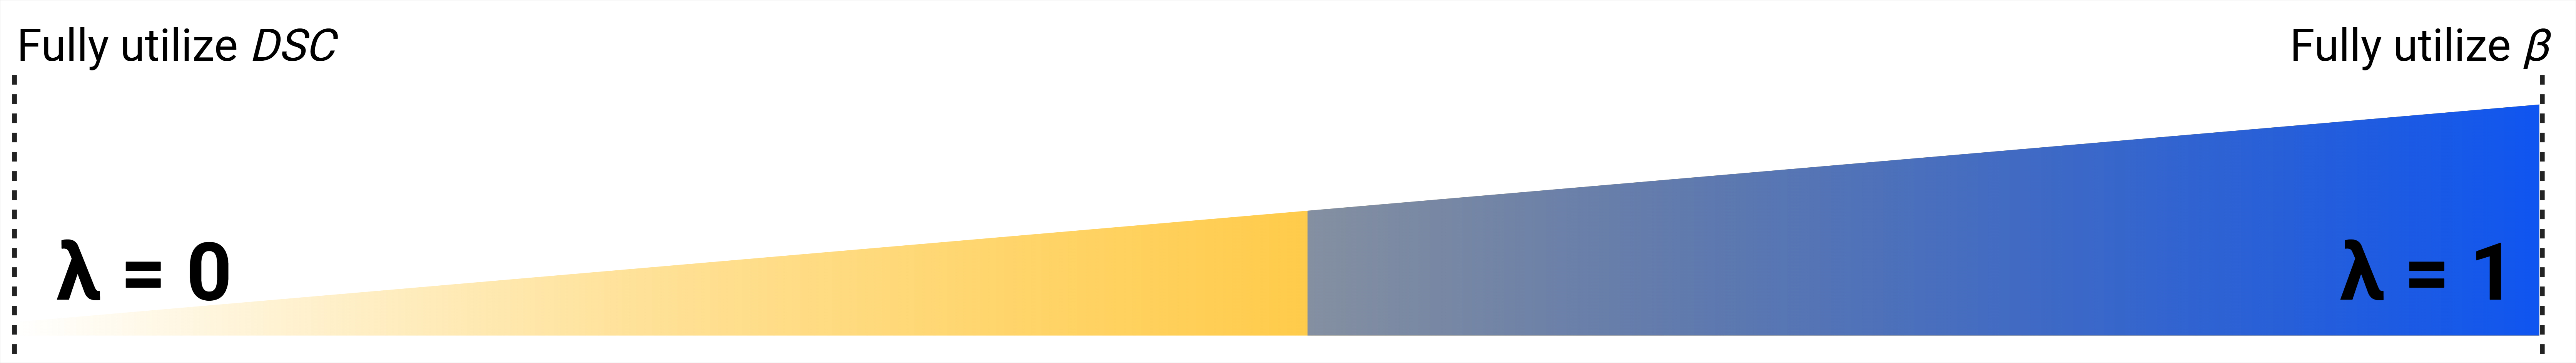 Fully utilize DSC
Fully utilize β
λ = 0
λ = 1